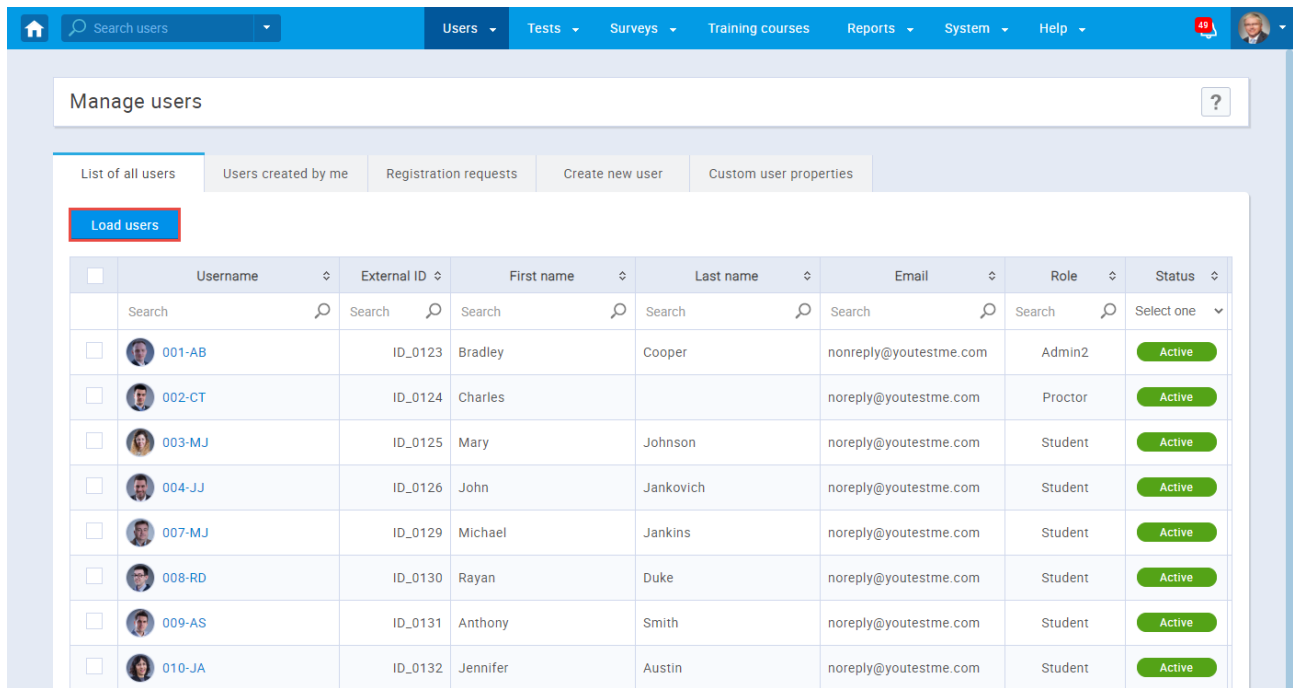 Search users Users Tests Surveys Training courses Reports System Help 49
Manage users ?
List of all users Users created by me Registration requests Create new user Custom user properties
Load users
Username External ID First name Last name Email Role Status
Search Search Search Search Search Search Select one
001-AB ID_0123 Bradley Cooper nonreply@youtestme.com Admin2 Active
002-CT ID_0124 Charles noreply@youtestme.com Proctor Active
003-MJ ID_0125 Mary Johnson noreply@youtestme.com Student Active
004-JJ ID_0126 John Jankovich noreply@youtestme.com Student Active
007-MJ ID_0129 Michael Jankins noreply@youtestme.com Student Active
008-RD ID_0130 Rayan Duke noreply@youtestme.com Student Active
009-AS ID_0131 Anthony Smith noreply@youtestme.com Student Active
010-JA ID_0132 Jennifer Austin noreply@youtestme.com Student Active